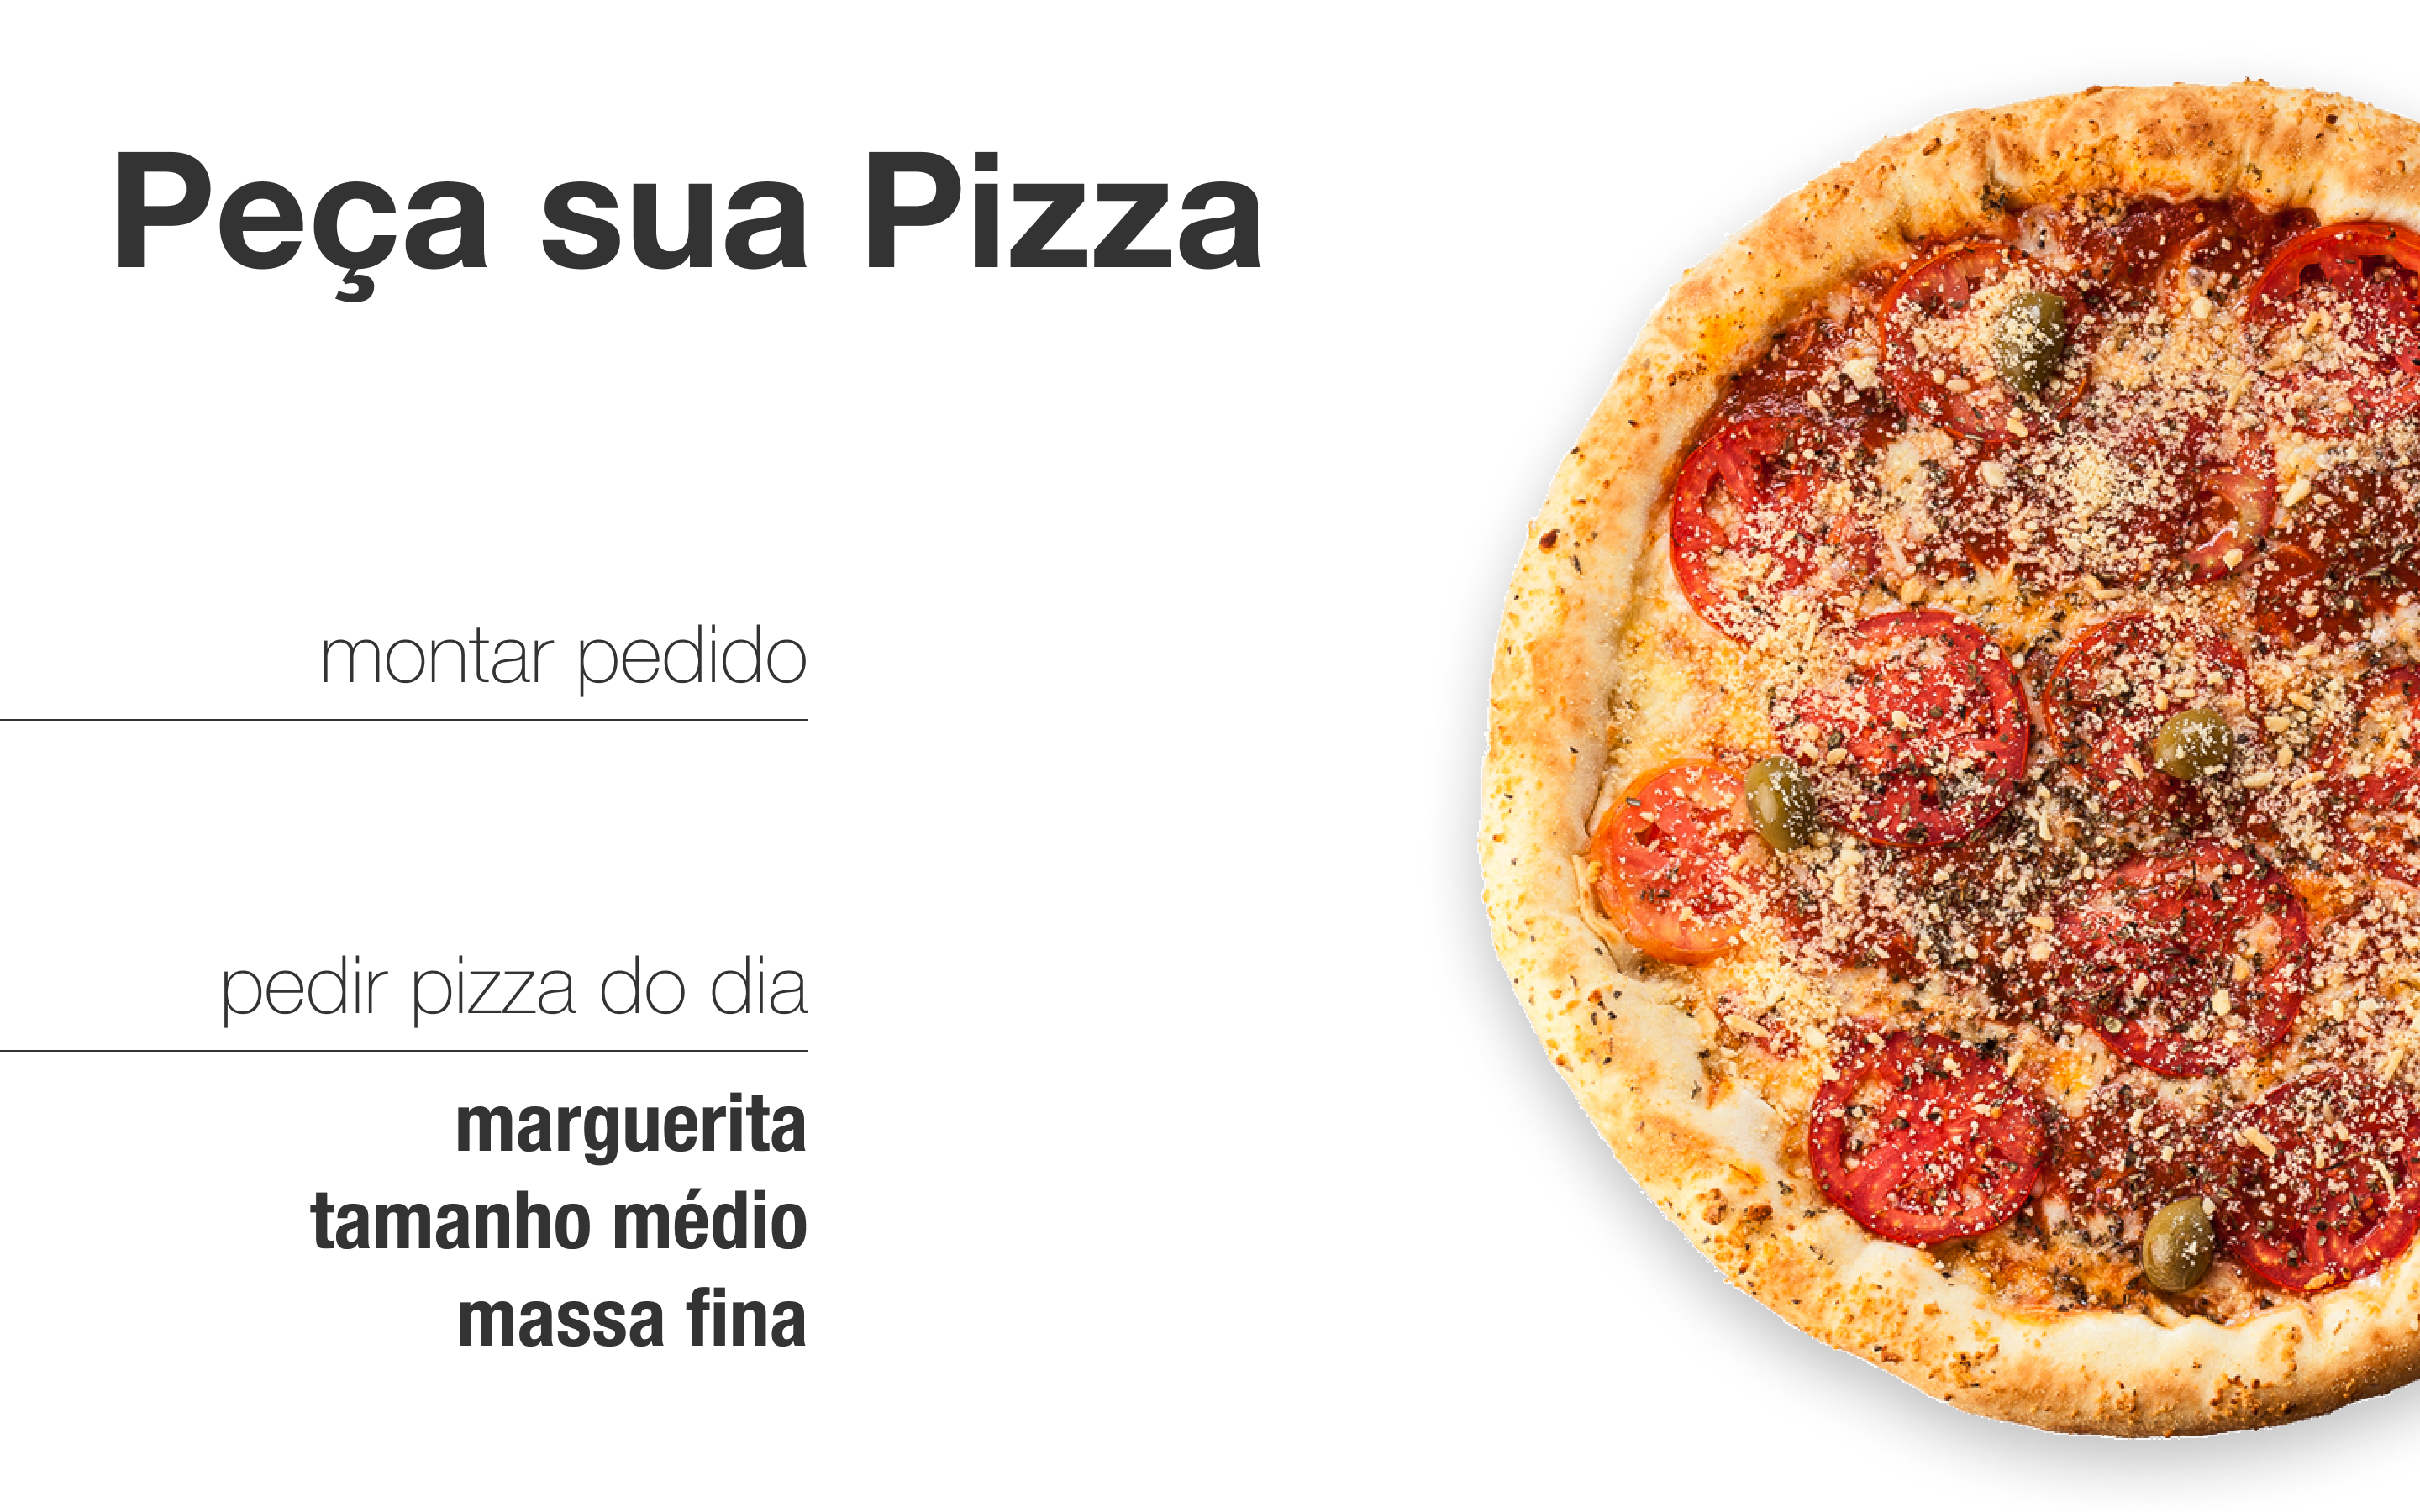 Peça sua Pizza
montar pedido
pedir pizza do dia
marguerita
tamanho médio
massa fina